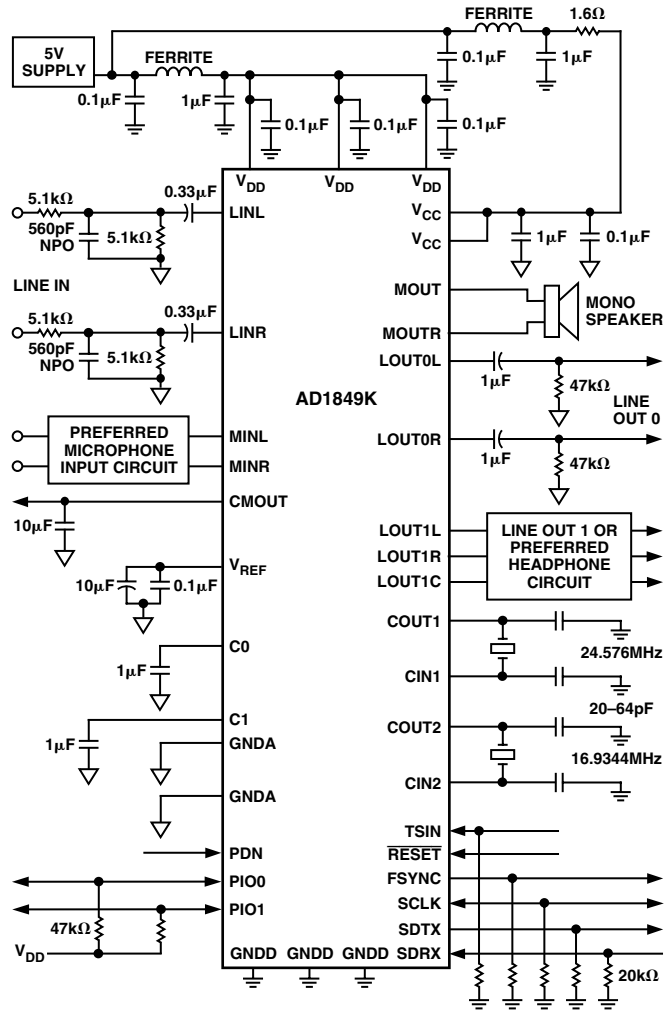 FERRITE
1.6Ω
5V
SUPPLY
FERRITE
0.1µF
1µF
0.1µF
1µF
0.1µF
0.1µF
0.1µF
VDD
VDD
VDD
5.1kΩ
0.33µF
LINL
560pF
NPO
5.1kΩ
VCC
VCC
1µF
0.1µF
LINE IN
MOUT
MONO
SPEAKER
5.1kΩ
0.33µF
LINR
560pF
NPO
5.1kΩ
MOUTR
LOUT0L
1µF
47kΩ
LINE
OUT 0
AD1849K
PREFERRED
MICROPHONE
INPUT CIRCUIT
MINL
MINR
LOUT0R
1µF
47kΩ
CMOUT
10µF
LOUT1L
LOUT1R
LOUT1C
LINE OUT 1 OR
PREFERRED
HEADPHONE
CIRCUIT
VREF
10µF
0.1µF
COUT1
24.576MHz
C0
1µF
CIN1
20–64pF
C1
1µF
COUT2
16.9344MHz
GNDA
CIN2
GNDA
TSIN
PDN
RESET
PIO0
FSYNC
PIO1
SCLK
47kΩ
SDTX
VDD
GNDD
GNDD
GNDD
SDRX
20kΩ